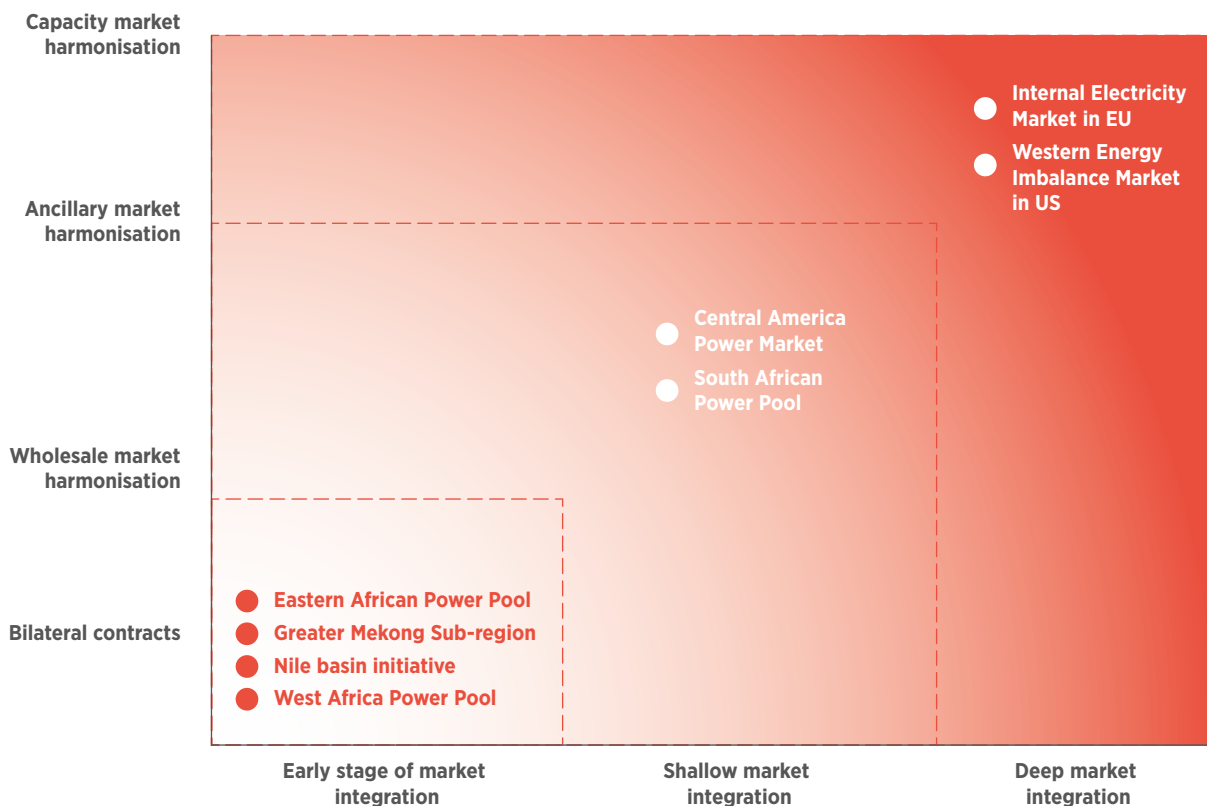 Capacity market
harmonisation
Internal Electricity
Market in EU
Western Energy
Imbalance Market
in US
Ancillary market
harmonisation
Central America
Power Market
South African
Power Pool
Wholesale market
harmonisation
Eastern African Power Pool
Greater Mekong Sub-region
Nile basin initiative
West Africa Power Pool
Bilateral contracts
Early stage of market
integration
Shallow market
integration
Deep market
integration